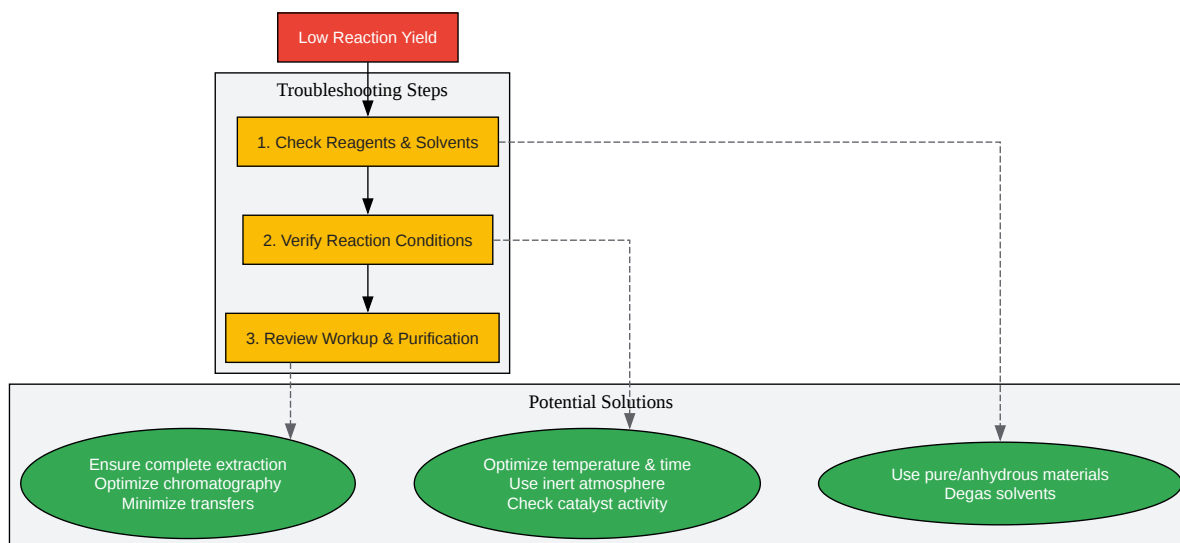 Low Reaction Yield
Troubleshooting Steps
1. Check Reagents & Solvents
2. Verify Reaction Conditions
3. Review Workup & Purification
Potential Solutions
Ensure complete extraction
Optimize chromatography
Minimize transfers
Optimize temperature & time
Use inert atmosphere
Check catalyst activity
Use pure/anhydrous materials
Degas solvents